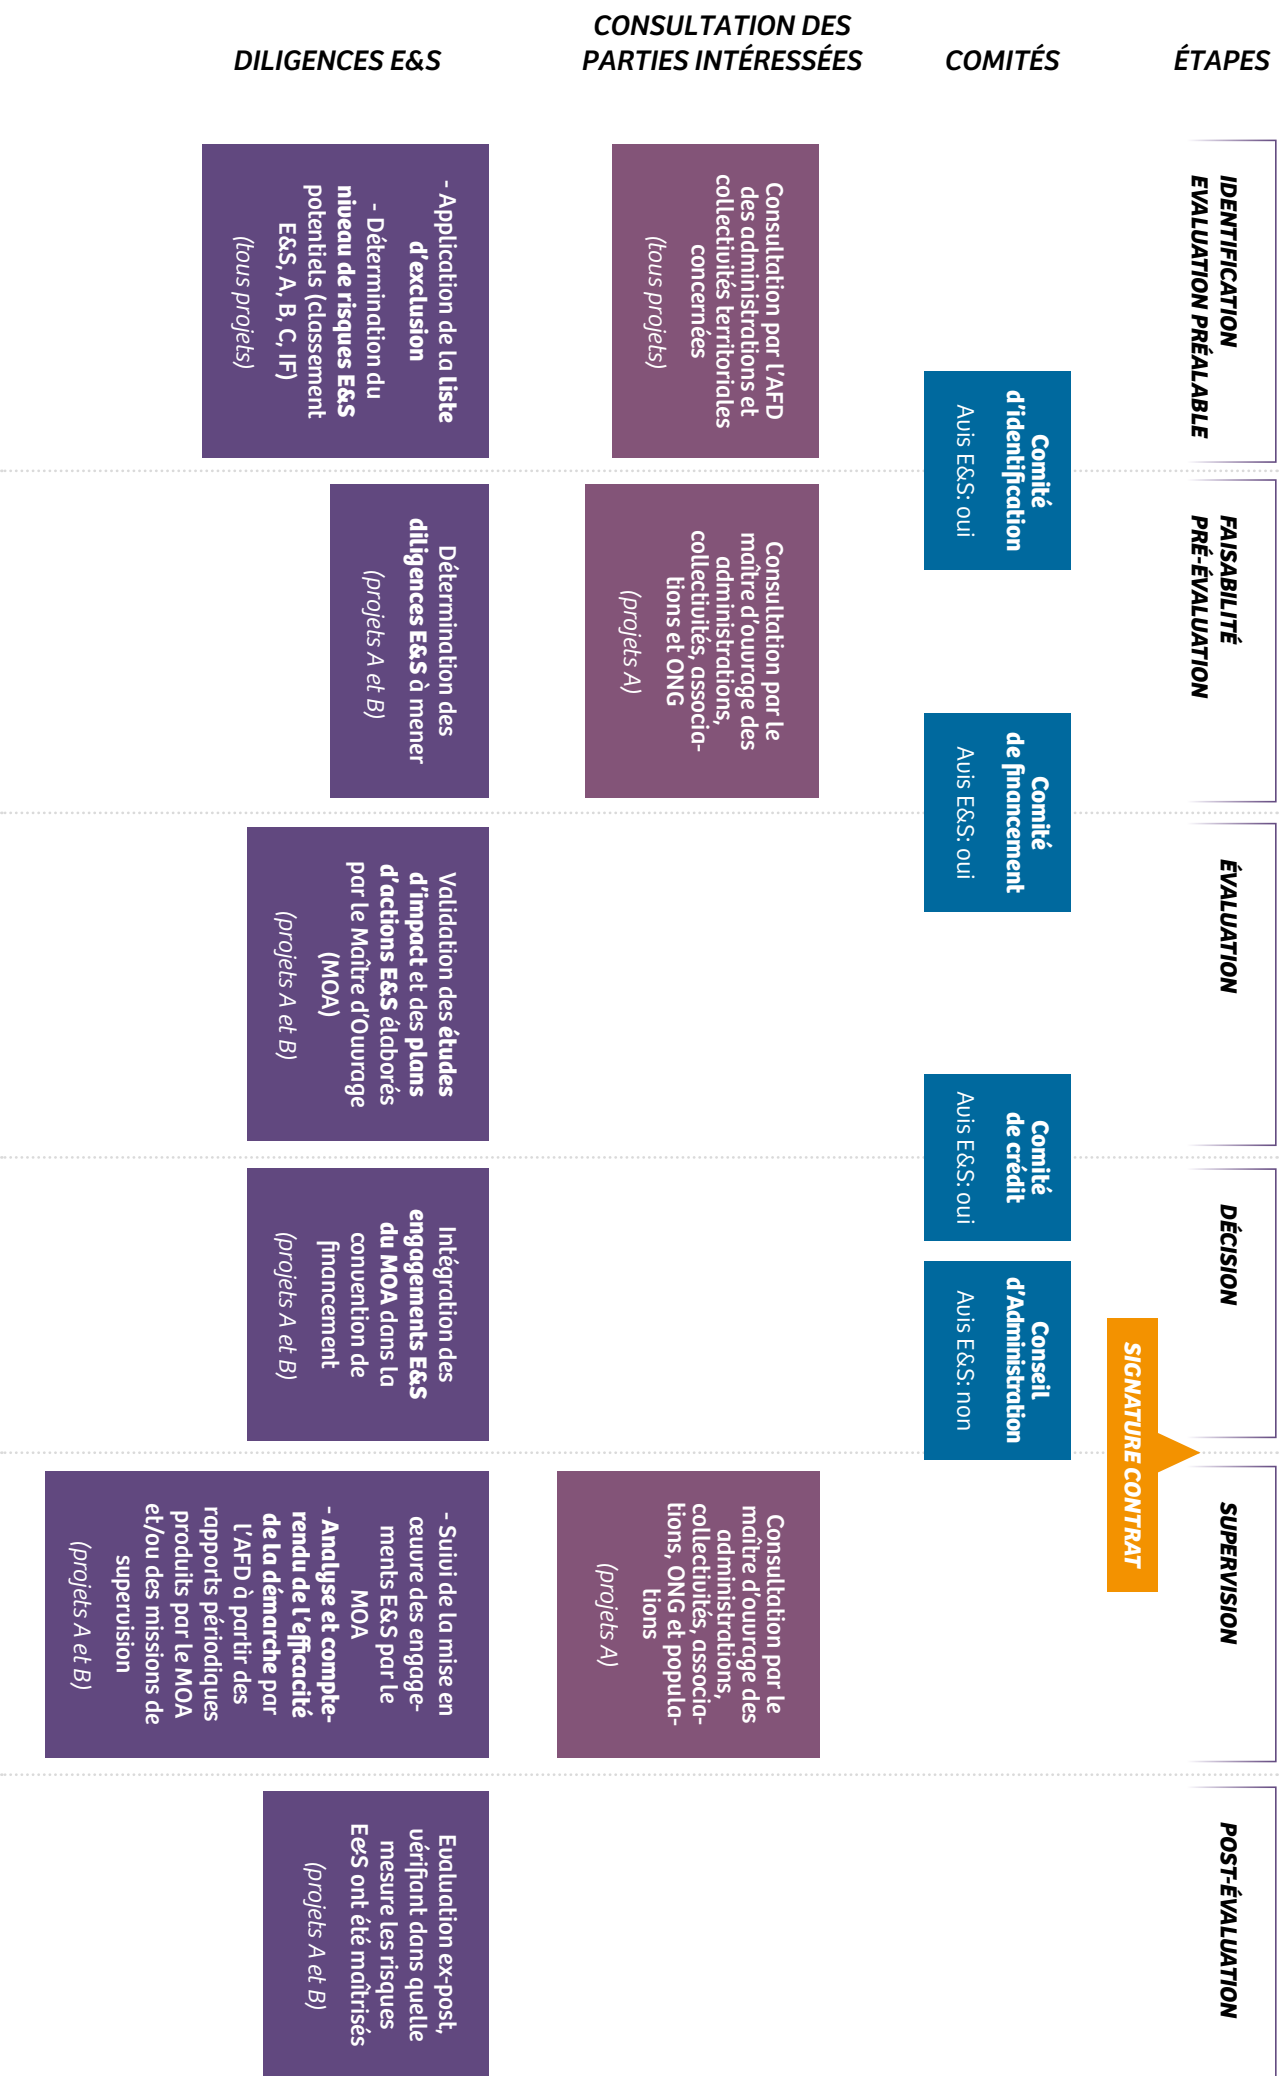 ÉTAPES
IDENTIFICATION
EVALUATION PRÉALABLE
FAISABILITÉ
PRÉ-ÉVALUATION
ÉVALUATION
DÉCISION
SUPERVISION
POST-ÉVALUATION
SIGNATURE CONTRAT
COMITÉS
Comité
d'identification
Avis E&S: oui
Comité
de financement
Avis E&S: oui
Comité
de crédit
Avis E&S: oui
Conseil
d'Administration
Avis E&S: non
CONSULTATION DES
PARTIES INTÉRESSÉES
Consultation par l'AFD
des administrations et
collectivités territoriales
concernées
(tous projets)
Consultation par le
maître d'ouvrage des
administrations,
collectivités, associa-
tions et ONG
(projets A)
Consultation par le
maître d'ouvrage des
administrations,
collectivités, associa-
tions, ONG et popula-
tions
(projets A)
DILIGENCES E&S
- Application de la liste
d'exclusion
- Détermination du
niveau de risques E&S
potentiels (classement
E&S, A, B, C, IF)
(tous projets)
Détermination des
diligences E&S à mener
(projets A et B)
Validation des études
d'impact et des plans
d'actions E&S élaborés
par le Maître d'Ouvrage
(MOA)
(projets A et B)
Intégration des
engagements E&S
du MOA dans la
convention de
financement
(projets A et B)
- Suivi de la mise en
œuvre des engage-
ments E&S par le
MOA
- Analyse et compte-
rendu de l'efficacité
de la démarche par
l'AFD à partir des
rapports périodiques
produits par le MOA
et/ou des missions de
supervision
(projets A et B)
Evaluation ex-post,
vérifiant dans quelle
mesure les risques
E&S ont été maîtrisés
(projets A et B)